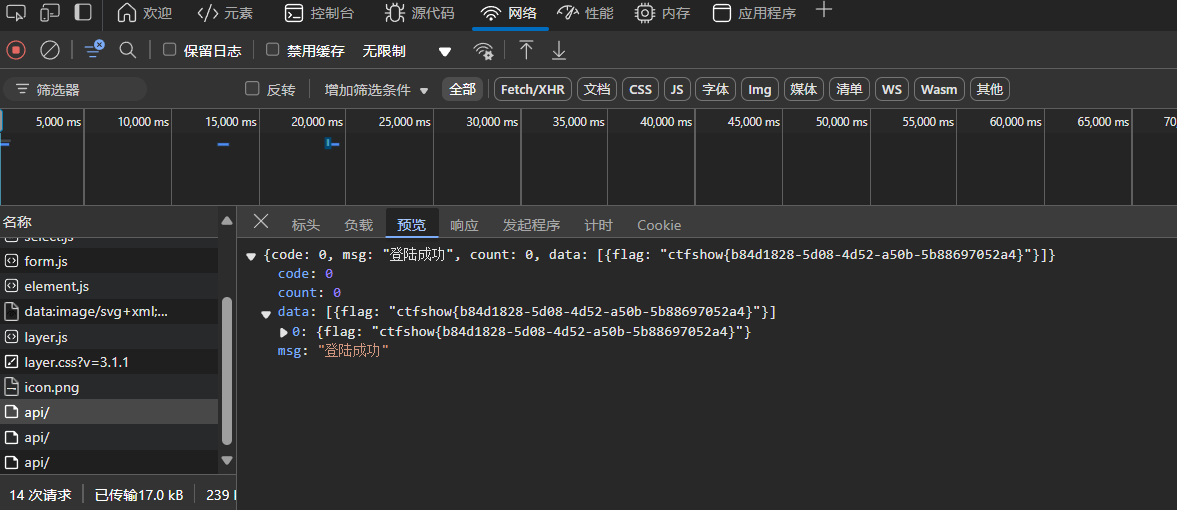 欢迎 元素 控制台 源代码 网络 性能 内存 应用程序
保留日志 禁用缓存 无限制
筛选器 反转 增加筛选条件 全部 Fetch/XHR 文档 CSS JS 字体 Img 媒体 清单 WS Wasm 其他
5,000 ms 10,000 ms 15,000 ms 20,000 ms 25,000 ms 30,000 ms 35,000 ms 40,000 ms 45,000 ms 50,000 ms 55,000 ms 60,000 ms 65,000 ms 70,
名称
select.js
form.js
element.js
data:image/svg+xml;...
layer.js
layer.css?v=3.1.1
icon.png
api/
api/
api/
14 次请求 已传输17.0 kB 239
标头 负载 预览 响应 发起程序 计时 Cookie
{code: 0, msg: "登陆成功", count: 0, data: [{flag: "ctfshow{b84d1828-5d08-4d52-a50b-5b88697052a4}"}]}
code: 0
count: 0
data: [{flag: "ctfshow{b84d1828-5d08-4d52-a50b-5b88697052a4}"}]
0: {flag: "ctfshow{b84d1828-5d08-4d52-a50b-5b88697052a4}"}
msg: "登陆成功"